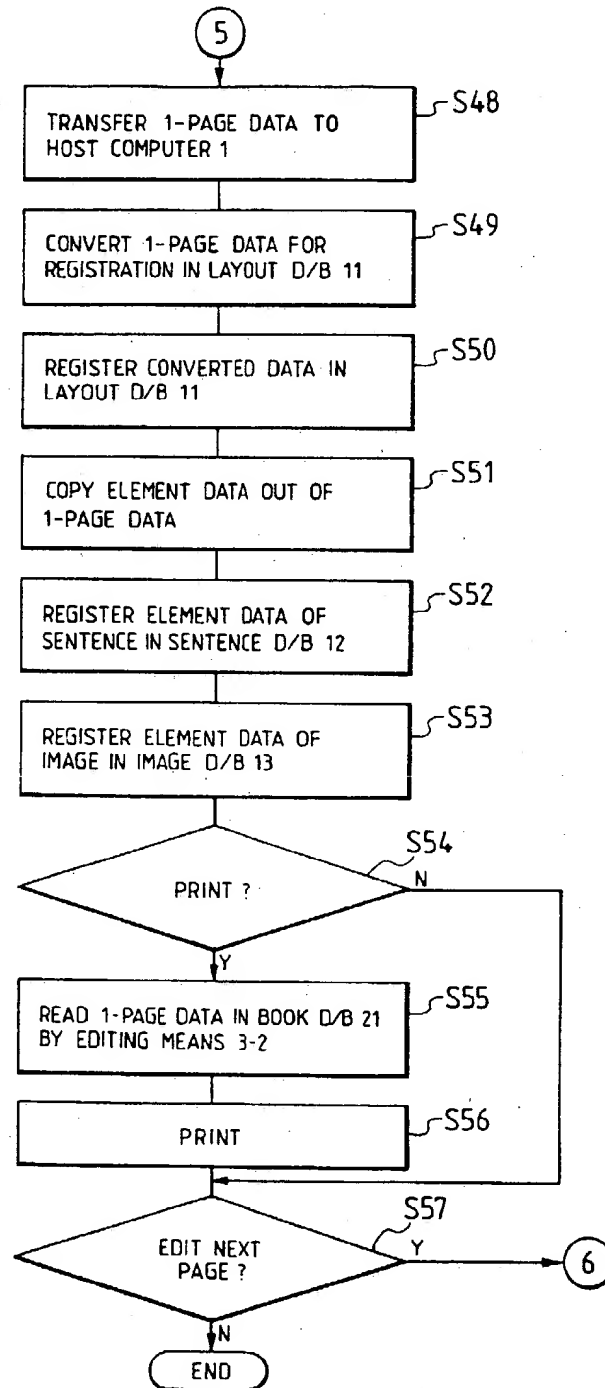 5
TRANSFER 1-PAGE DATA TO
HOST COMPUTER 1
S48
CONVERT 1-PAGE DATA FOR
REGISTRATION IN LAYOUT D/B 11
S49
REGISTER CONVERTED DATA IN
LAYOUT D/B 11
S50
COPY ELEMENT DATA OUT OF
1-PAGE DATA
S51
REGISTER ELEMENT DATA OF
SENTENCE IN SENTENCE D/B 12
S52
REGISTER ELEMENT DATA OF
IMAGE IN IMAGE D/B 13
S53
PRINT ?
S54
N
Y
READ 1-PAGE DATA IN BOOK D/B 21
BY EDITING MEANS 3-2
S55
PRINT
S56
EDIT NEXT
PAGE ?
S57
Y
6
N
END